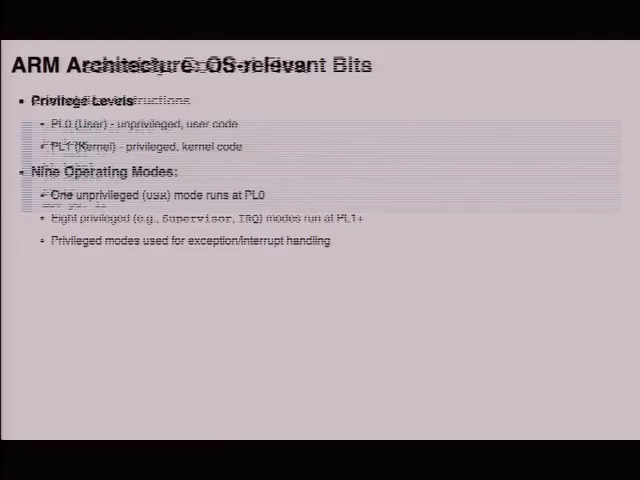 ARM Architecture: OS-relevant Bits
Privilege Levels
PL0 (User) - unprivileged, user code
PL1 (Kernel) - privileged, kernel code
Nine Operating Modes:
One unprivileged (USR) mode runs at PL0
Eight privileged (e.g., Supervisor, IRQ) modes run at PL1+
Privileged modes used for exception/interrupt handling